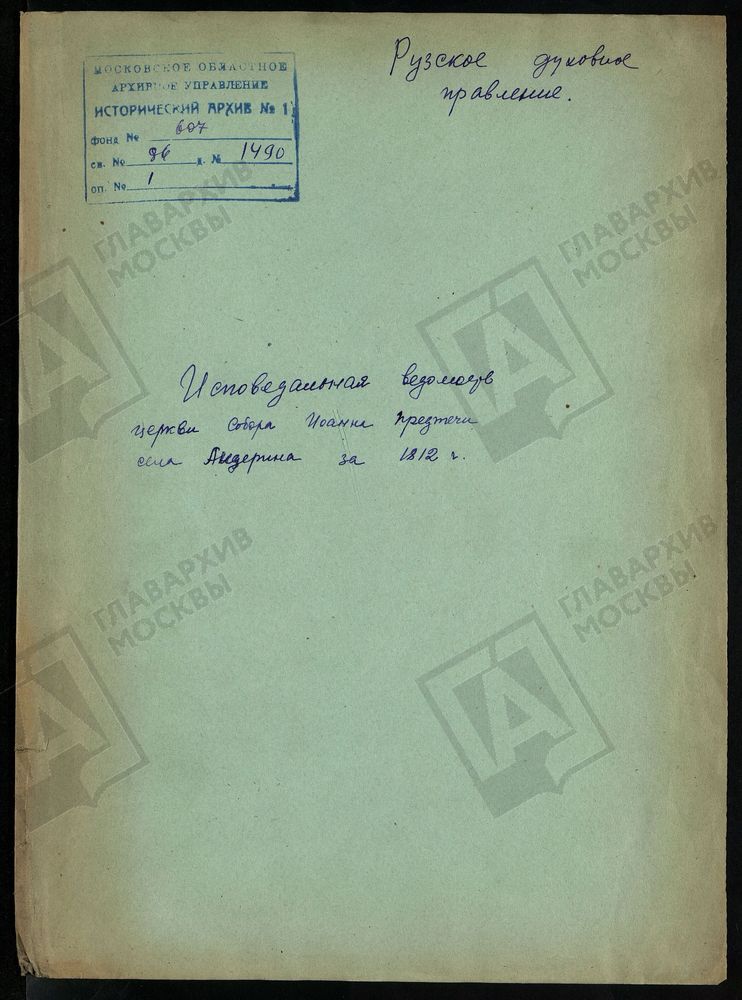 МОСКОВСКОЕ ОБЛАСТНОЕ
АРХИВНОЕ УПРАВЛЕНИЕ
ИСТОРИЧЕСКИЙ АРХИВ № 1
фонд № 607
св. № 96 д. № 1490
оп. № 1
Рузское духовное
правление.
Исповедальная ведомость
церкви Собора Иоанна Предтечи
села Андерина за 1812 г.
ГЛАВАРХИВ
МОСКВЫ
ГЛАВАРХИВ
МОСКВЫ
ГЛАВАРХИВ
МОСКВЫ
ГЛАВАРХИВ
МОСКВЫ